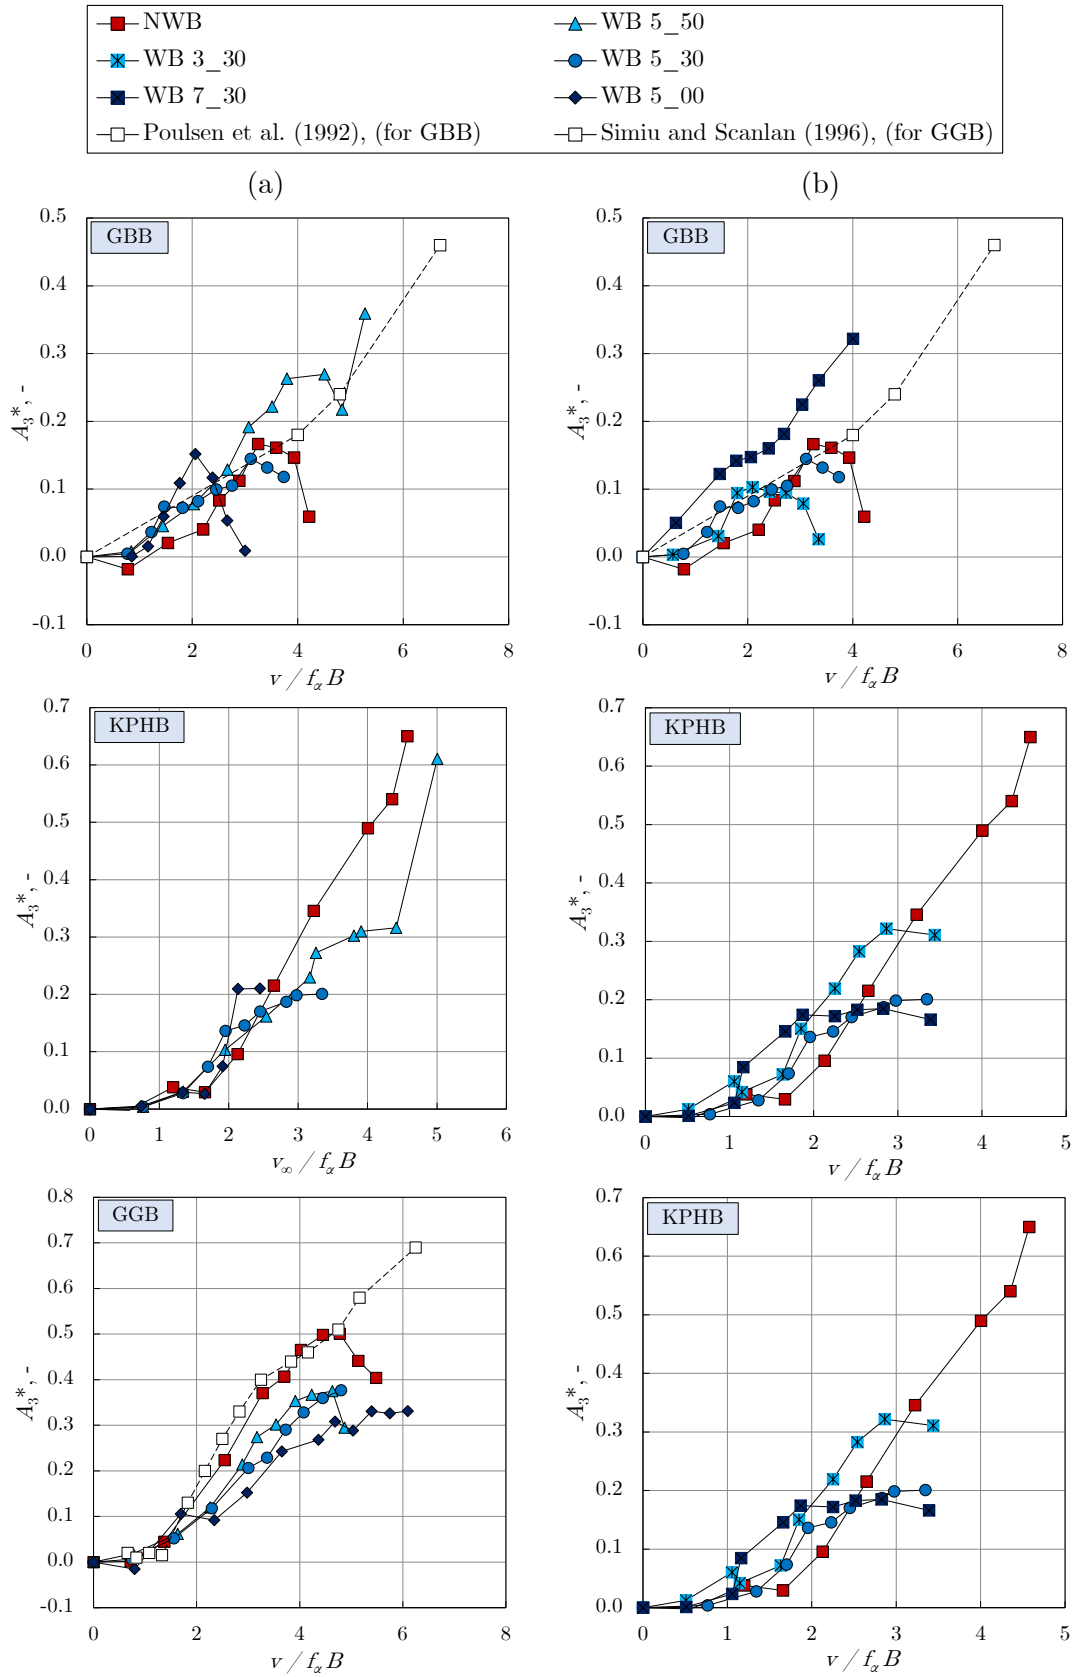 NWB
WB 5_50
WB 3_30
WB 5_30
WB 7_30
WB 5_00
Poulsen et al. (1992), (for GBB)
Simiu and Scanlan (1996), (for GGB)
(a)
(b)
GBB
A₃*, -
0.5
0.4
0.3
0.2
0.1
0.0
-0.1
0 2 4 6 8
v / fαB
GBB
A₃*, -
0.5
0.4
0.3
0.2
0.1
0.0
-0.1
0 2 4 6 8
v / fαB
KPHB
A₃*, -
0.7
0.6
0.5
0.4
0.3
0.2
0.1
0.0
0 1 2 3 4 5 6
v∞ / fαB
KPHB
A₃*, -
0.7
0.6
0.5
0.4
0.3
0.2
0.1
0.0
0 1 2 3 4 5
v / fαB
GGB
A₃*, -
0.8
0.7
0.6
0.5
0.4
0.3
0.2
0.1
0.0
-0.1
0 2 4 6 8
v / fαB
KPHB
A₃*, -
0.7
0.6
0.5
0.4
0.3
0.2
0.1
0.0
0 1 2 3 4 5
v / fαB